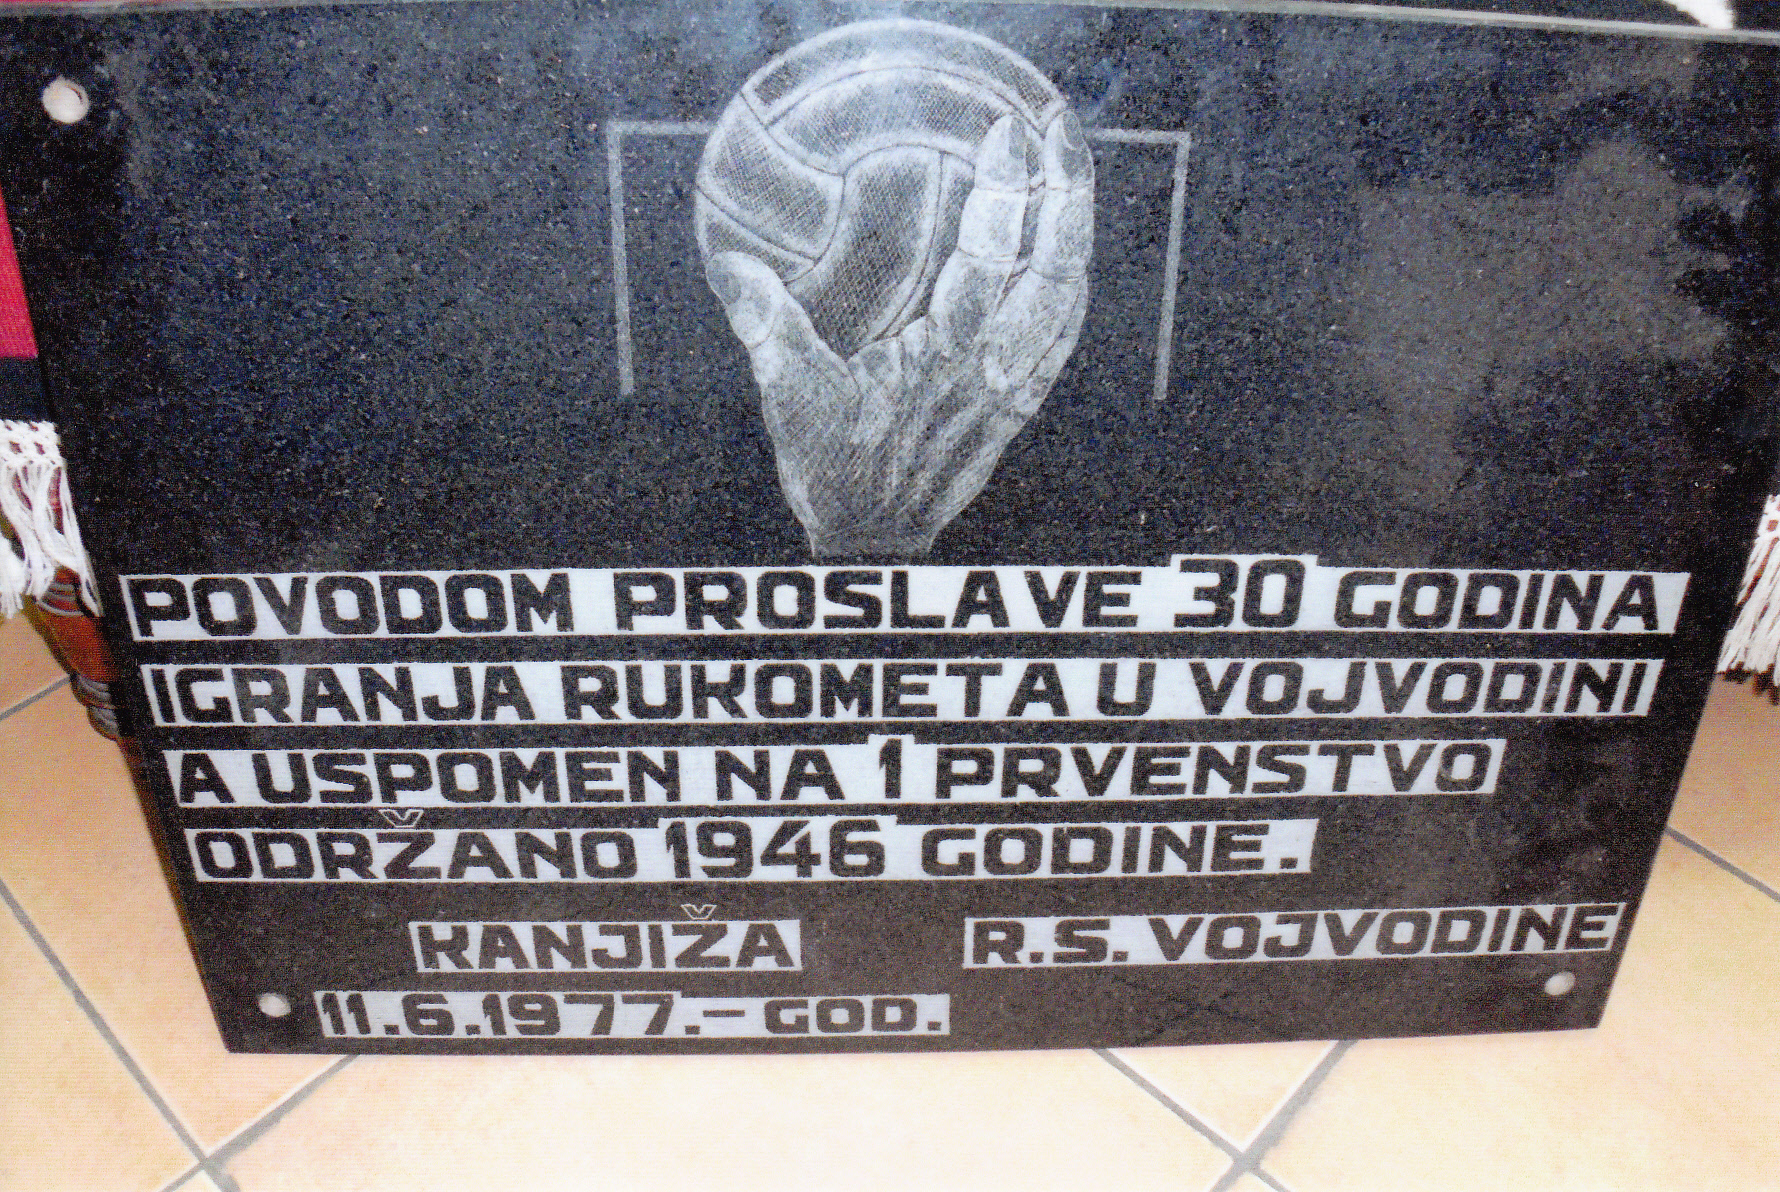 POVODOM PROSLAVE 30 GODINA
IGRANJA RUKOMETA U VOJVODINI
A USPOMEN NA 1 PRVENSTVO
ODRŽANO 1946 GODINE.
KANJIŽA R.S. VOJVODINE
11.6.1977.- GOD.